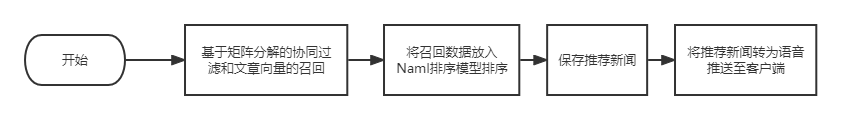 开始
基于矩阵分解的协同过
滤和文章向量的召回
将召回数据放入
Naml排序模型排序
保存推荐新闻
将推荐新闻转为语音
推送至客户端